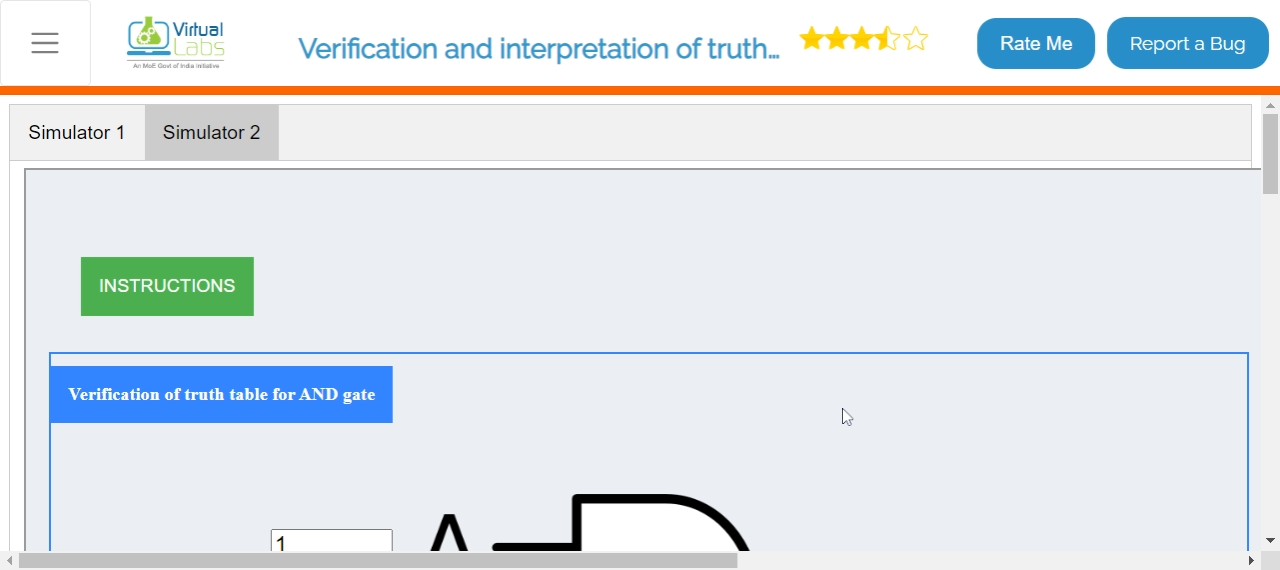 Virtual
Labs
An MoE Govt of India Initiative
Verification and interpretation of truth...
Rate Me
Report a Bug
Simulator 1
Simulator 2
INSTRUCTIONS
Verification of truth table for AND gate
1
A